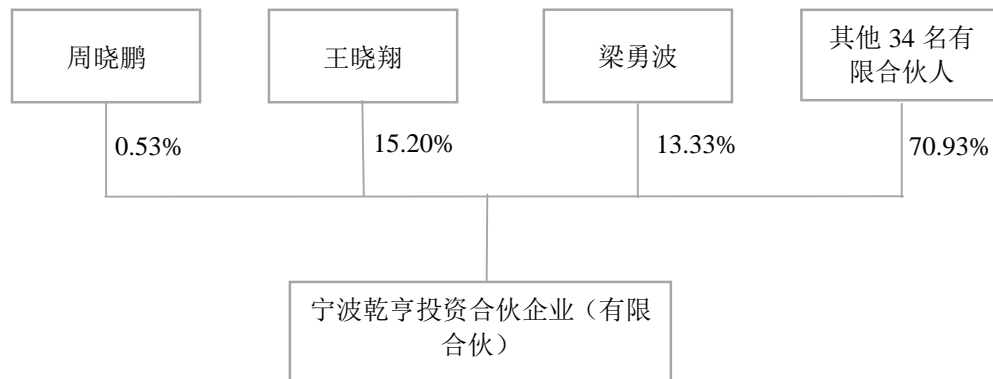 周晓鹏
王晓翔
梁勇波
其他 34 名有
限合伙人
0.53%
15.20%
13.33%
70.93%
宁波乾亨投资合伙企业（有限
合伙）